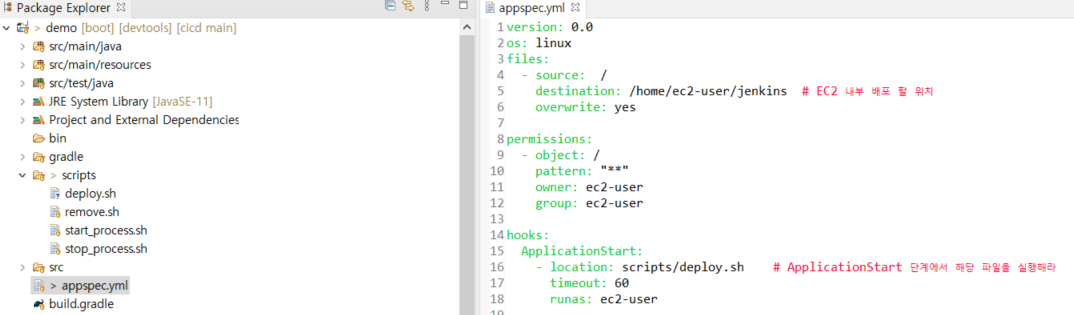 Package Explorer
> demo [boot] [devtools] [cicd main]
src/main/java
src/main/resources
src/test/java
JRE System Library [JavaSE-11]
Project and External Dependencies
bin
gradle
> scripts
deploy.sh
remove.sh
start_process.sh
stop_process.sh
src
> appspec.yml
build.gradle
appspec.yml
1 version: 0.0
2 os: linux
3 files:
4   - source:  /
5     destination: /home/ec2-user/jenkins  # EC2 내부 배포 할 위치
6     overwrite: yes
7
8 permissions:
9   - object: /
10     pattern: "**"
11     owner: ec2-user
12     group: ec2-user
13
14 hooks:
15   ApplicationStart:
16     - location: scripts/deploy.sh    # ApplicationStart 단계에서 해당 파일을 실행해라
17       timeout: 60
18       runas: ec2-user
19